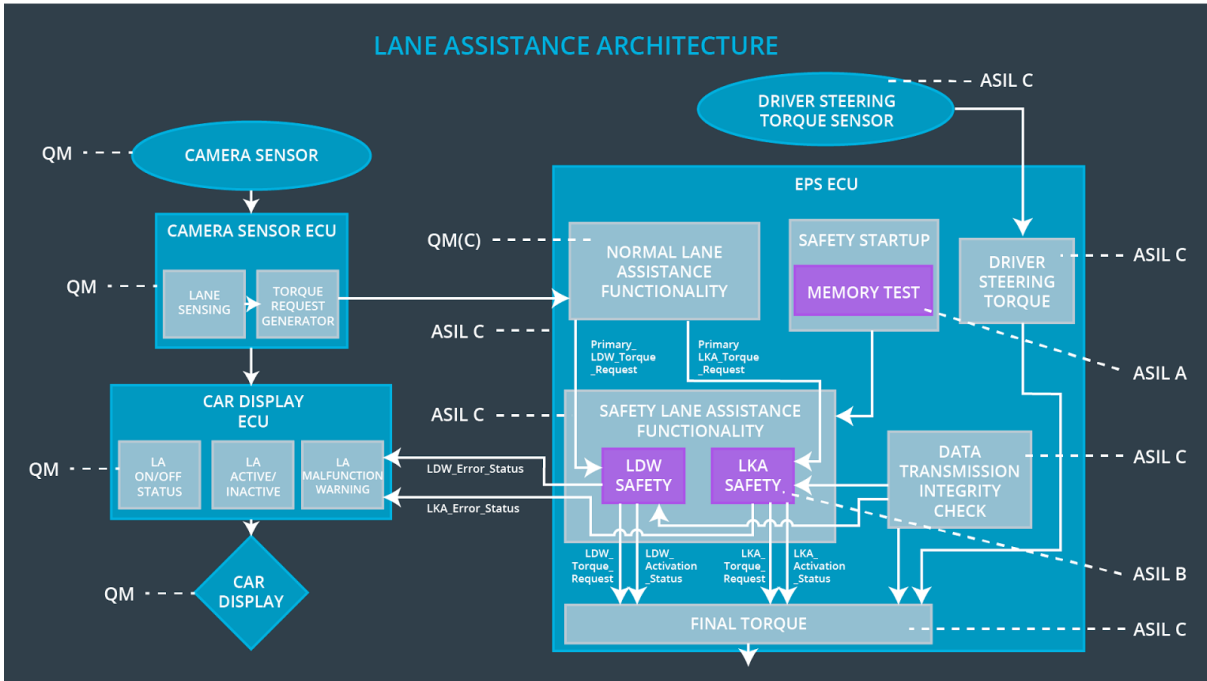 LANE ASSISTANCE ARCHITECTURE
ASIL C
DRIVER STEERING
TORQUE SENSOR
QM
CAMERA SENSOR
EPS ECU
CAMERA SENSOR ECU
QM(C)
NORMAL LANE
ASSISTANCE
FUNCTIONALITY
SAFETY STARTUP
MEMORY TEST
DRIVER
STEERING
TORQUE
ASIL C
QM
LANE
SENSING
TORQUE
REQUEST
GENERATOR
ASIL C
Primary_
LDW_Torque
_Request
Primary
LKA_Torque
_Request
ASIL A
CAR DISPLAY
ECU
ASIL C
SAFETY LANE ASSISTANCE
FUNCTIONALITY
QM
LA
ON/OFF
STATUS
LA
ACTIVE/
INACTIVE
LA
MALFUNCTION
WARNING
LDW_Error_Status
LKA_Error_Status
LDW
SAFETY
LKA
SAFETY
DATA
TRANSMISSION
INTEGRITY
CHECK
ASIL C
LDW_
Torque_
Request
LDW_
Activation
_Status
LKA_
Torque_
Request
LKA_
Activation
_Status
ASIL B
QM
CAR
DISPLAY
FINAL TORQUE
ASIL C